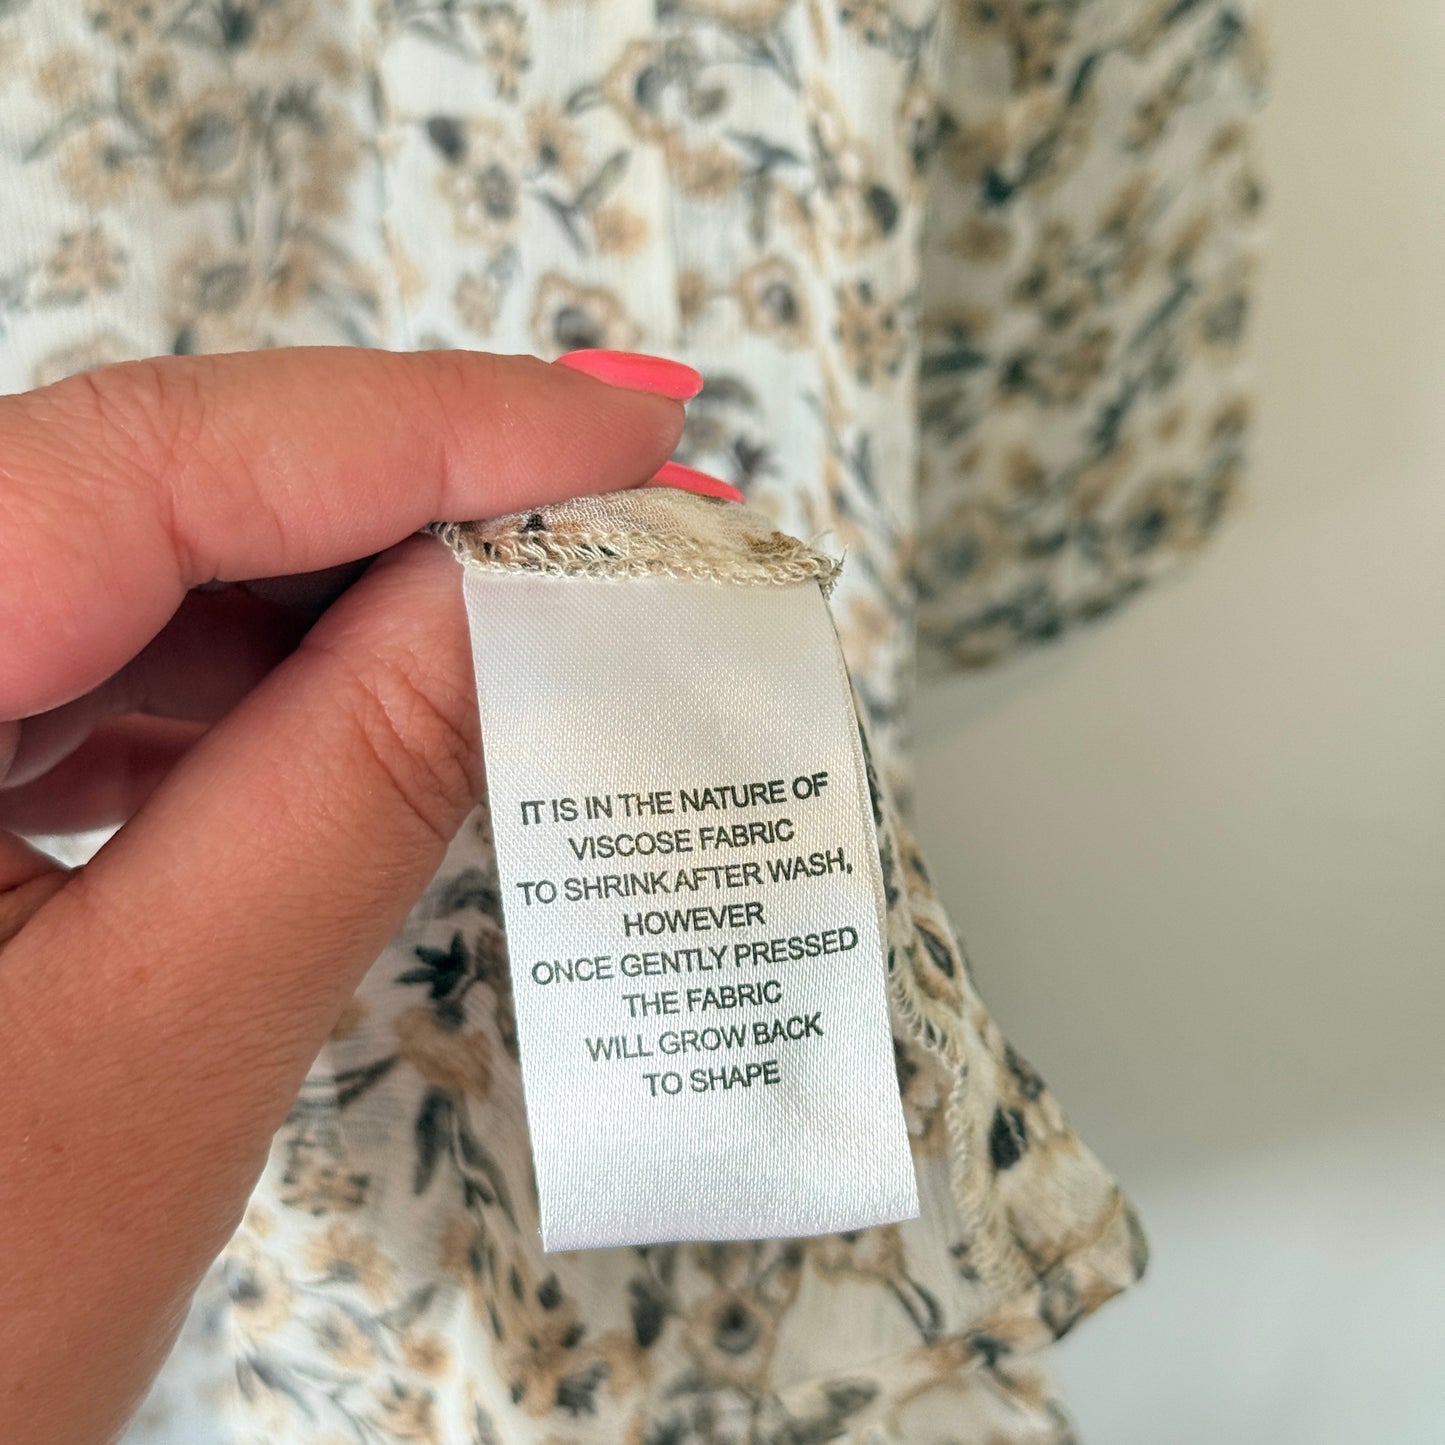 IT IS IN THE NATURE OF
VISCOSE FABRIC
TO SHRINK AFTER WASH,
HOWEVER
ONCE GENTLY PRESSED
THE FABRIC
WILL GROW BACK
TO SHAPE